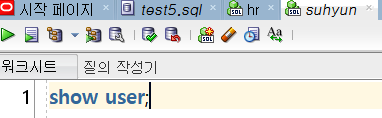 시작 페이지 test5.sql hr suhyun
워크시트 질의 작성기
1 show user;